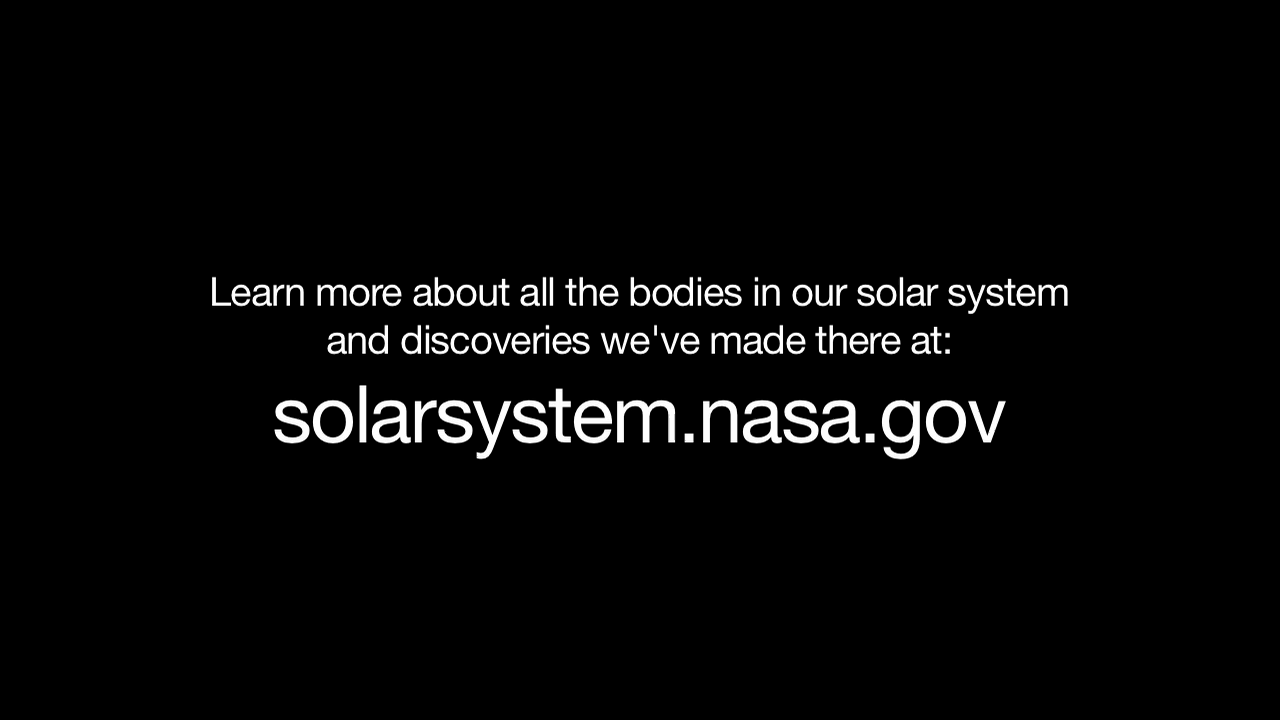 Learn more about all the bodies in our solar system
and discoveries we've made there at:
solarsystem.nasa.gov